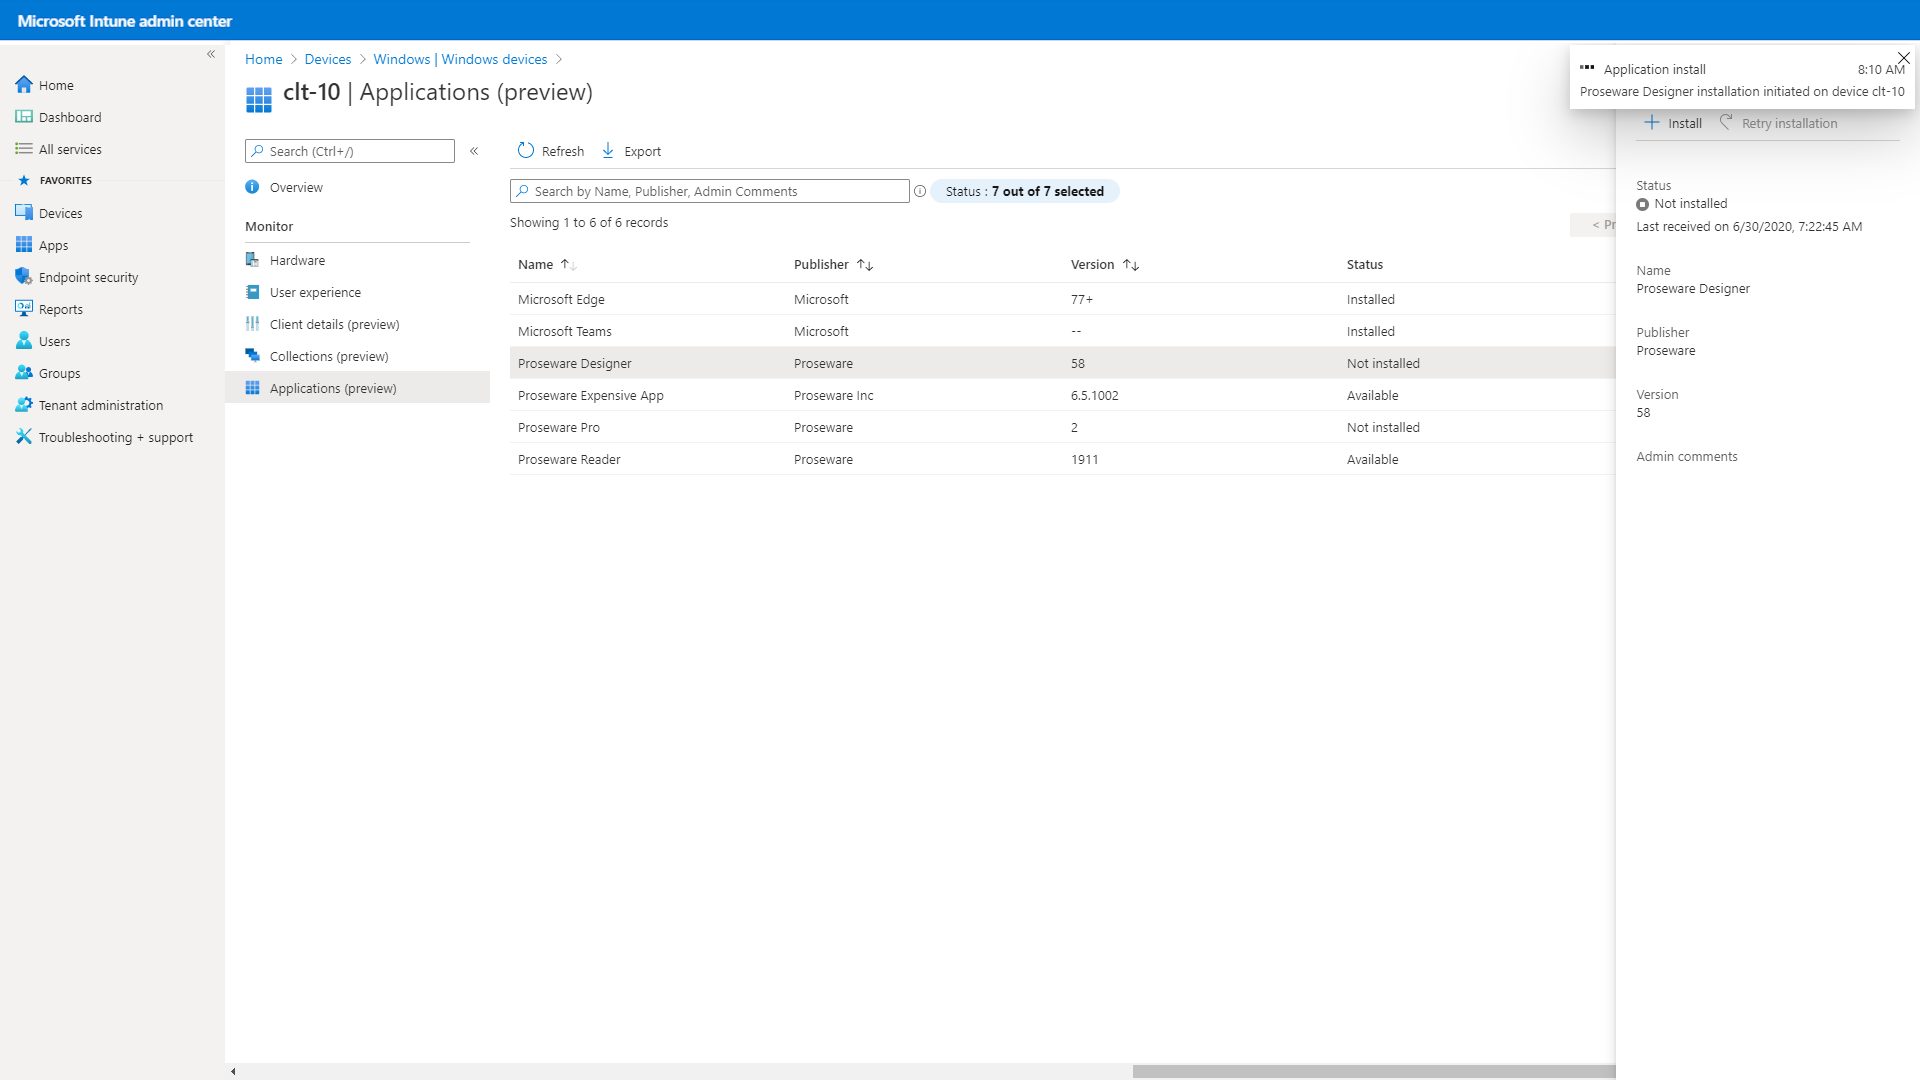 Microsoft Intune admin center
Home
Dashboard
All services
FAVORITES
Devices
Apps
Endpoint security
Reports
Users
Groups
Tenant administration
Troubleshooting + support
Home > Devices > Windows | Windows devices >
clt-10 | Applications (preview)
Search (Ctrl+/)
Overview
Monitor
Hardware
User experience
Client details (preview)
Collections (preview)
Applications (preview)
Refresh Export
Search by Name, Publisher, Admin Comments
Status : 7 out of 7 selected
Showing 1 to 6 of 6 records
< Pr
Name Publisher Version Status
Microsoft Edge Microsoft 77+ Installed
Microsoft Teams Microsoft -- Installed
Proseware Designer Proseware 58 Not installed
Proseware Expensive App Proseware Inc 6.5.1002 Available
Proseware Pro Proseware 2 Not installed
Proseware Reader Proseware 1911 Available
Application install 8:10 AM
Proseware Designer installation initiated on device clt-10
Install Retry installation
Status
Not installed
Last received on 6/30/2020, 7:22:45 AM
Name
Proseware Designer
Publisher
Proseware
Version
58
Admin comments